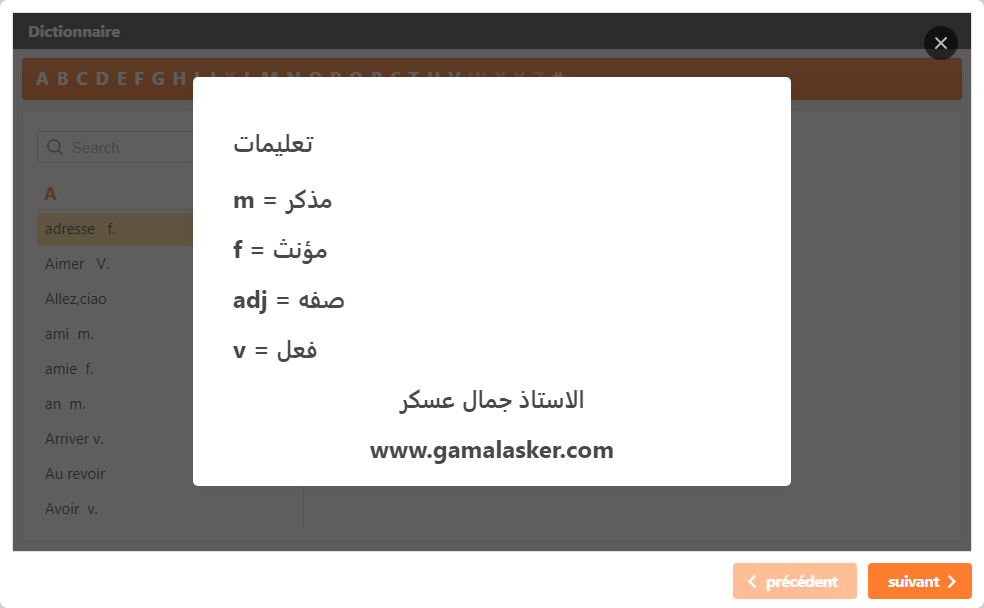 Dictionnaire
A B C D E F G H I J K L M N O P Q R S T U V W X Y Z #
Search
A
adresse f.
Aimer V.
Allez,ciao
ami m.
amie f.
an m.
Arriver v.
Au revoir
Avoir v.
تعليمات
m = مذكر
f = مؤنث
adj = صفه
v = فعل
الاستاذ جمال عسكر
www.gamalasker.com
précédent
suivant